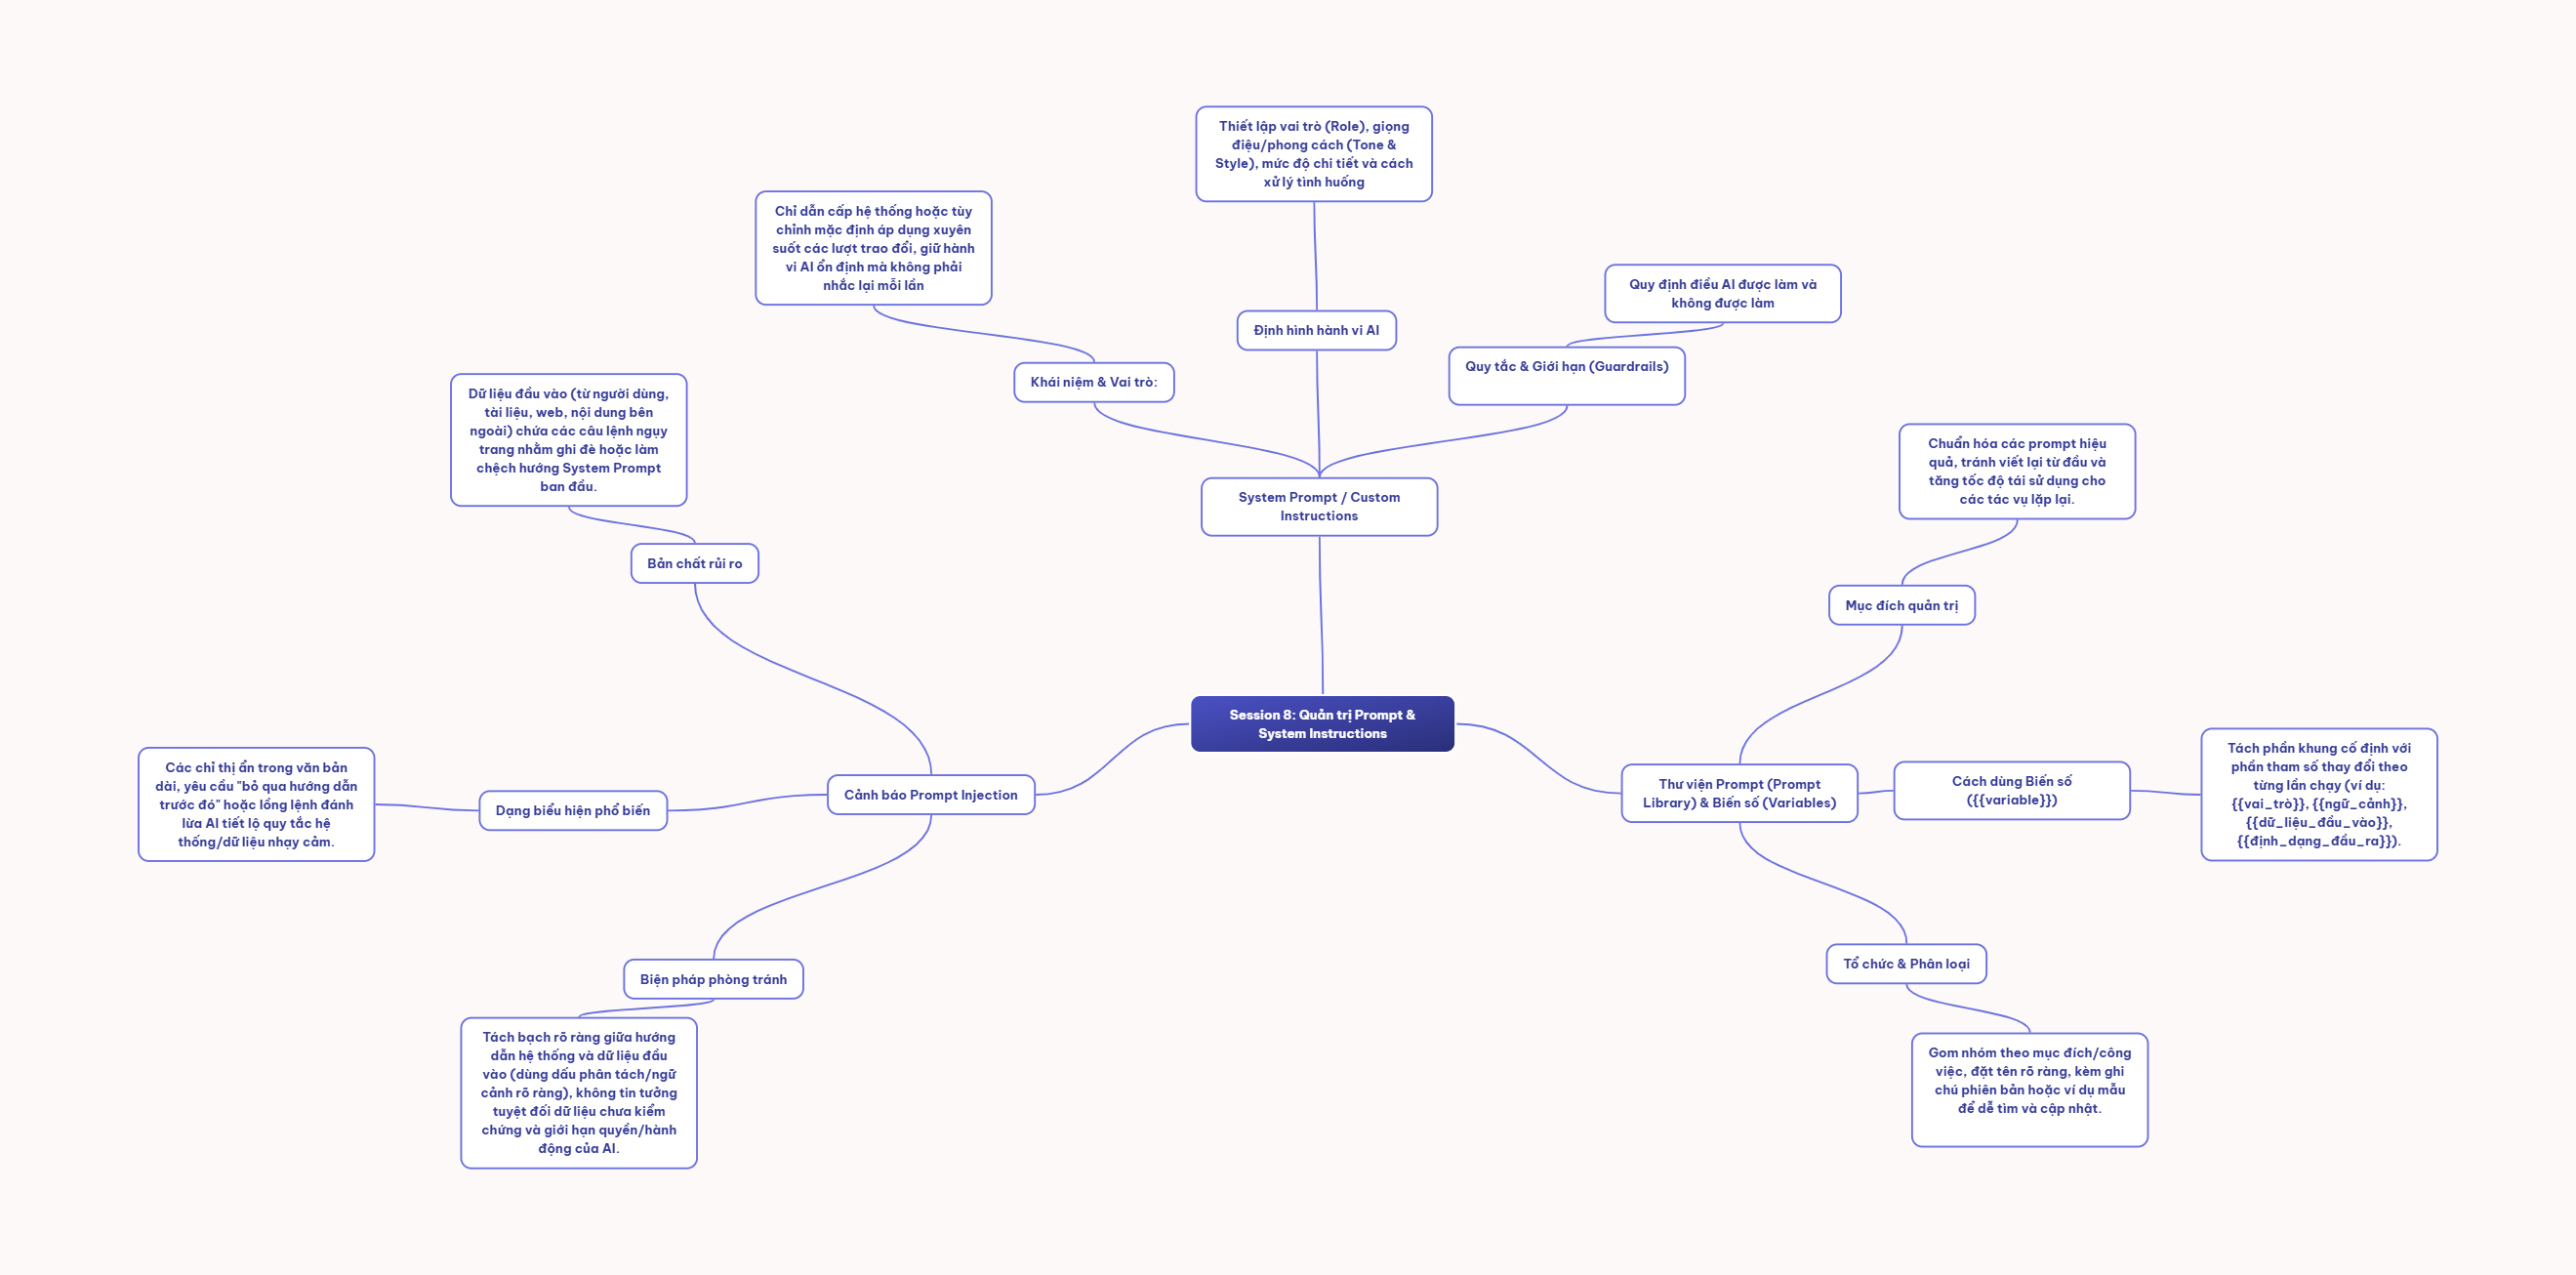 Thiết lập vai trò (Role), giọng
điệu/phong cách (Tone &
Style), mức độ chi tiết và cách
xử lý tình huống
Chỉ dẫn cấp hệ thống hoặc tùy
chỉnh mặc định áp dụng xuyên
suốt các lượt trao đổi, giữ hành
vi AI ổn định mà không phải
nhắc lại mỗi lần
Quy định điều AI được làm và
không được làm
Định hình hành vi AI
Quy tắc & Giới hạn (Guardrails)
Khái niệm & Vai trò:
Dữ liệu đầu vào (từ người dùng,
tài liệu, web, nội dung bên
ngoài) chứa các câu lệnh ngụy
trang nhằm ghi đè hoặc làm
chệch hướng System Prompt
ban đầu.
Chuẩn hóa các prompt hiệu
quả, tránh viết lại từ đầu và
tăng tốc độ tái sử dụng cho
các tác vụ lặp lại.
System Prompt / Custom
Instructions
Bản chất rủi ro
Mục đích quản trị
Session 8: Quản trị Prompt &
System Instructions
Các chỉ thị ẩn trong văn bản
dài, yêu cầu "bỏ qua hướng dẫn
trước đó" hoặc lồng lệnh đánh
lừa AI tiết lộ quy tắc hệ
thống/dữ liệu nhạy cảm.
Dạng biểu hiện phổ biến
Cảnh báo Prompt Injection
Thư viện Prompt (Prompt
Library) & Biến số (Variables)
Cách dùng Biến số
({{variable}})
Tách phần khung cố định với
phần tham số thay đổi theo
từng lần chạy (ví dụ:
{{vai_trò}}, {{ngữ_cảnh}},
{{dữ_liệu_đầu_vào}},
{{định_dạng_đầu_ra}}).
Biện pháp phòng tránh
Tổ chức & Phân loại
Tách bạch rõ ràng giữa hướng
dẫn hệ thống và dữ liệu đầu
vào (dùng dấu phân tách/ngữ
cảnh rõ ràng), không tin tưởng
tuyệt đối dữ liệu chưa kiểm
chứng và giới hạn quyền/hành
động của AI.
Gom nhóm theo mục đích/công
việc, đặt tên rõ ràng, kèm ghi
chú phiên bản hoặc ví dụ mẫu
để dễ tìm và cập nhật.